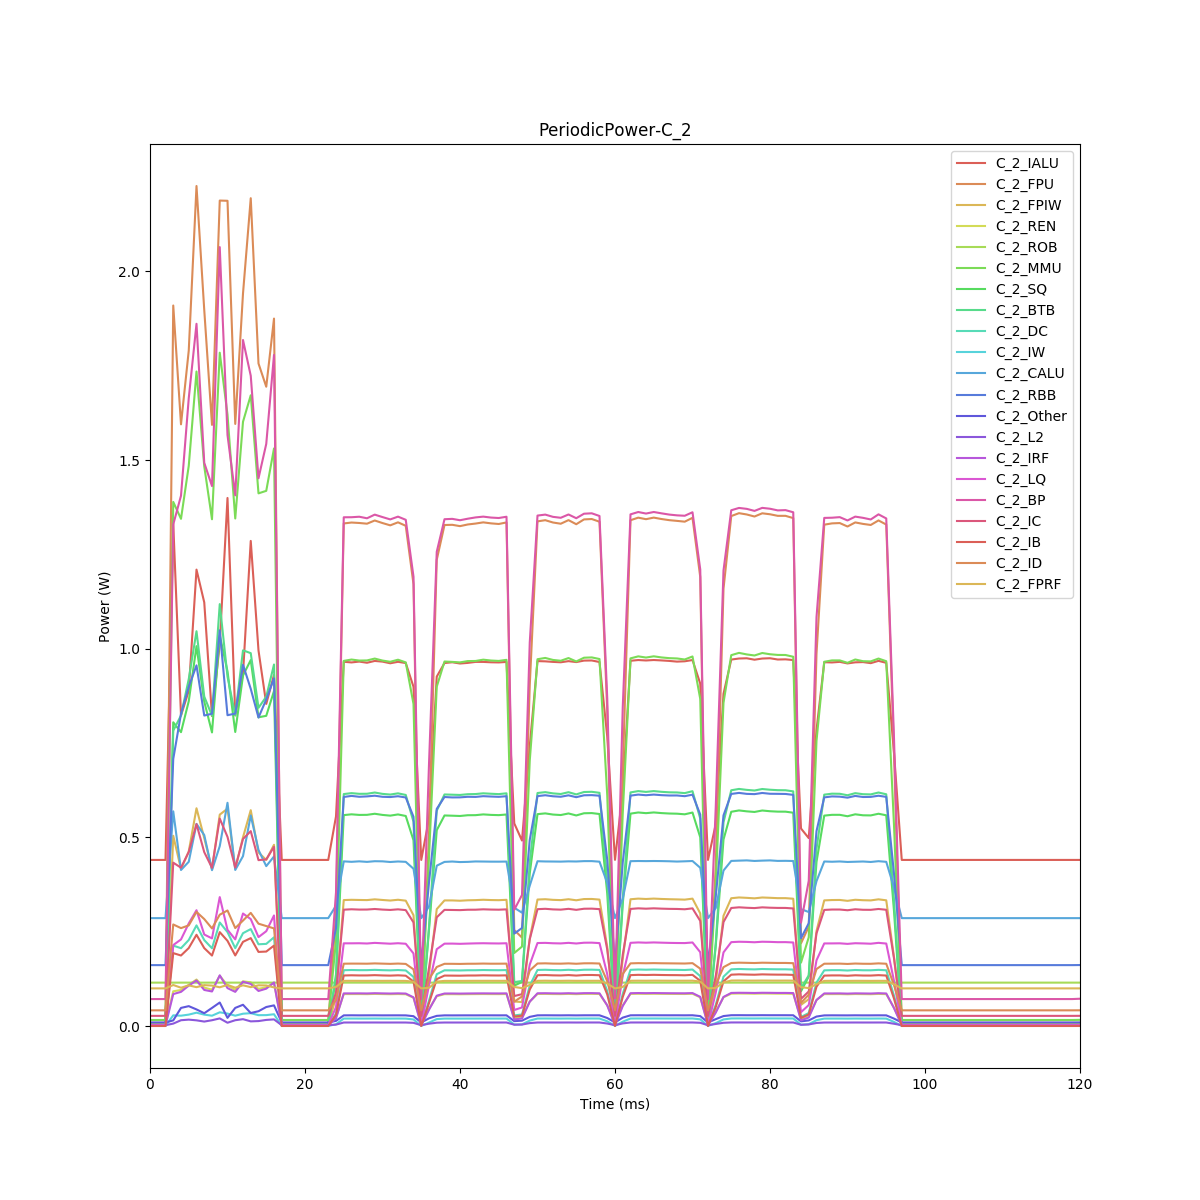 PeriodicPower-C_2
C_2_IALU
C_2_FPU
C_2_FPIW
C_2_REN
C_2_ROB
C_2_MMU
C_2_SQ
C_2_BTB
C_2_DC
C_2_IW
C_2_CALU
C_2_RBB
C_2_Other
C_2_L2
C_2_IRF
C_2_LQ
C_2_BP
C_2_IC
C_2_IB
C_2_ID
C_2_FPRF
2.0
1.5
1.0
0.5
0.0
Power (W)
0 20 40 60 80 100 120
Time (ms)